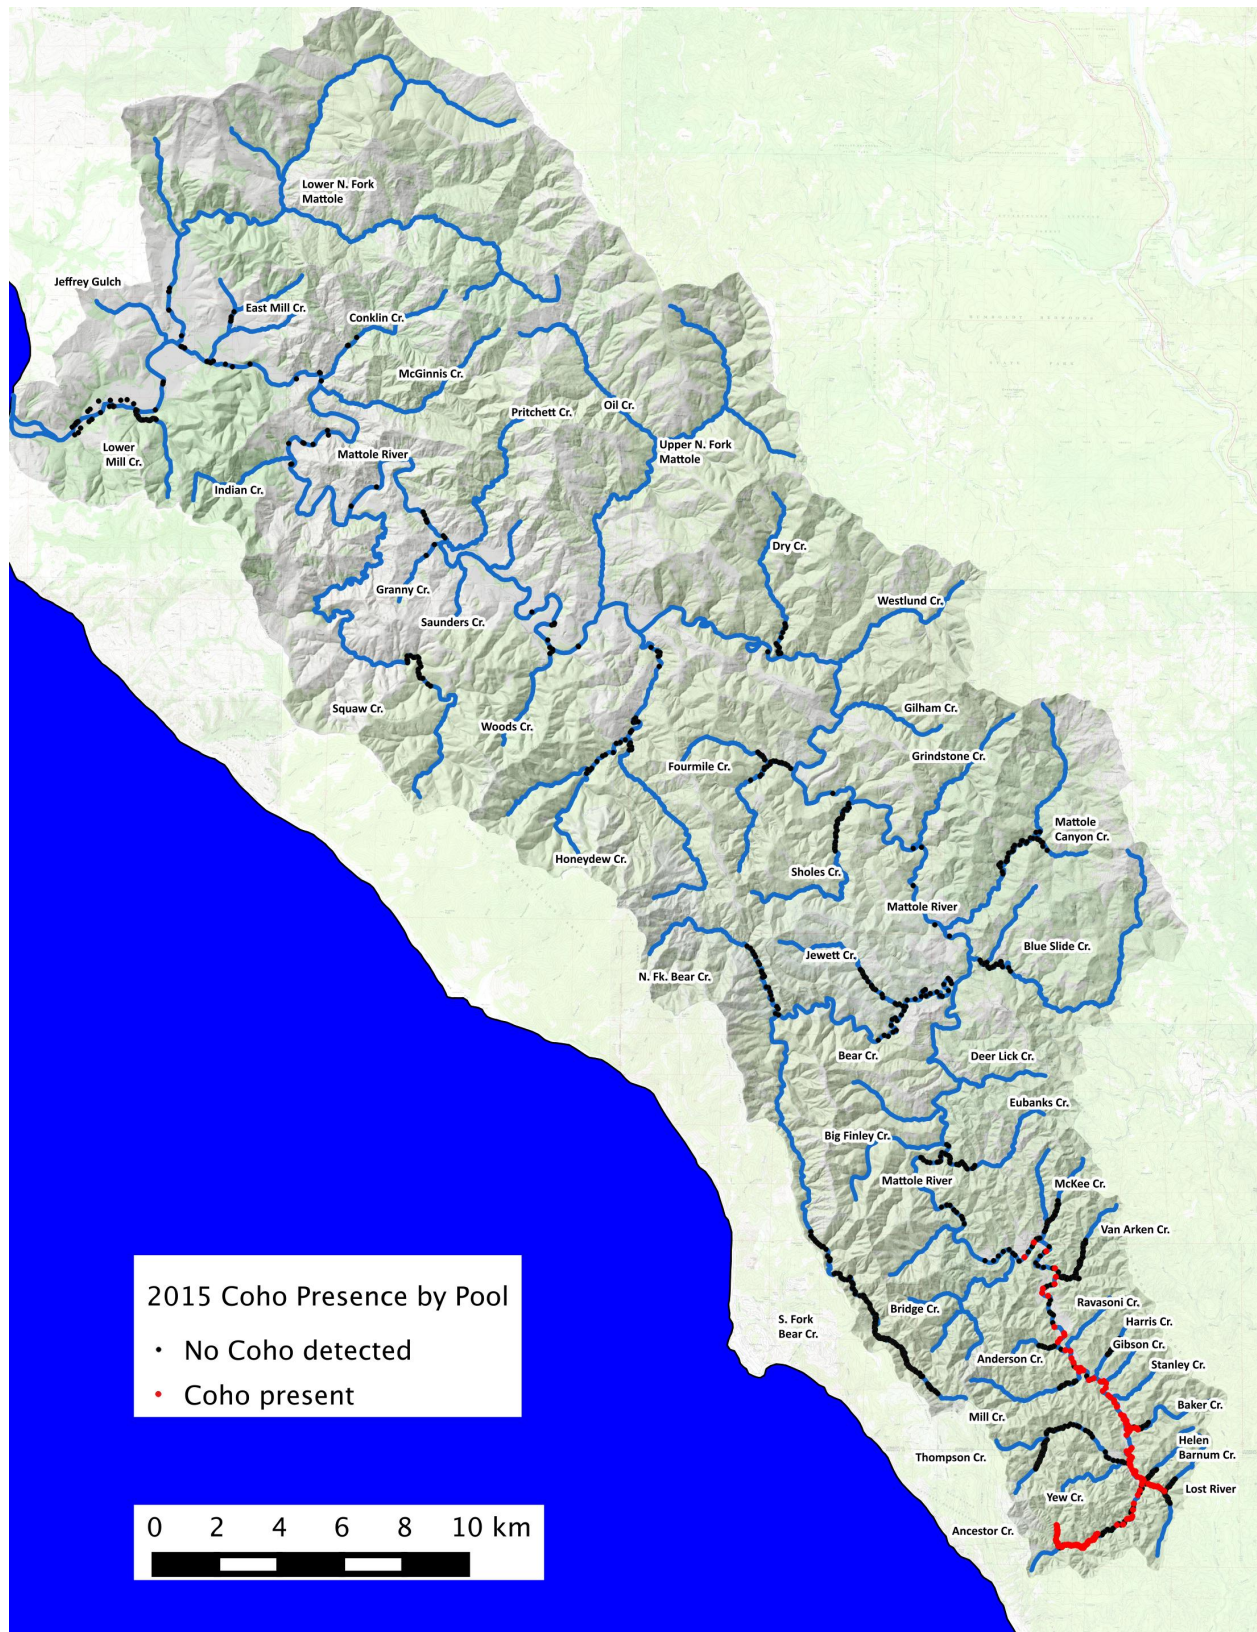 Lower N. Fork
Mattole
Jeffrey Gulch
East Mill Cr.
Conklin Cr.
McGinnis Cr.
Pritchett Cr.
Oil Cr.
Upper N. Fork
Mattole
Lower
Mill Cr.
Mattole River
Indian Cr.
Dry Cr.
Granny Cr.
Westlund Cr.
Saunders Cr.
Squaw Cr.
Woods Cr.
Gilham Cr.
Fourmile Cr.
Grindstone Cr.
Mattole
Canyon Cr.
Honeydew Cr.
Sholes Cr.
Mattole River
Blue Slide Cr.
Jewett Cr.
N. Fk. Bear Cr.
Bear Cr.
Deer Lick Cr.
Eubanks Cr.
Big Finley Cr.
Mattole River
McKee Cr.
Van Arken Cr.
Ravasoni Cr.
Bridge Cr.
Harris Cr.
S. Fork
Bear Cr.
Gibson Cr.
Anderson Cr.
Stanley Cr.
Baker Cr.
Mill Cr.
Helen
Barnum Cr.
Thompson Cr.
Lost River
Yew Cr.
Ancestor Cr.
2015 Coho Presence by Pool
No Coho detected
Coho present
0 2 4 6 8 10 km